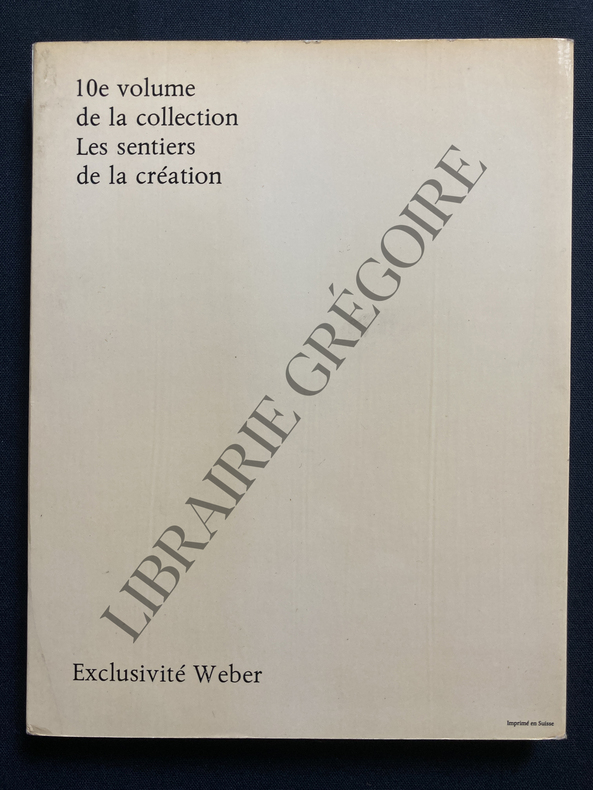 10e volume
de la collection
Les sentiers
de la création
LIBRAIRIE GRÉGOIRE
Exclusivité Weber
Imprimé en Suisse